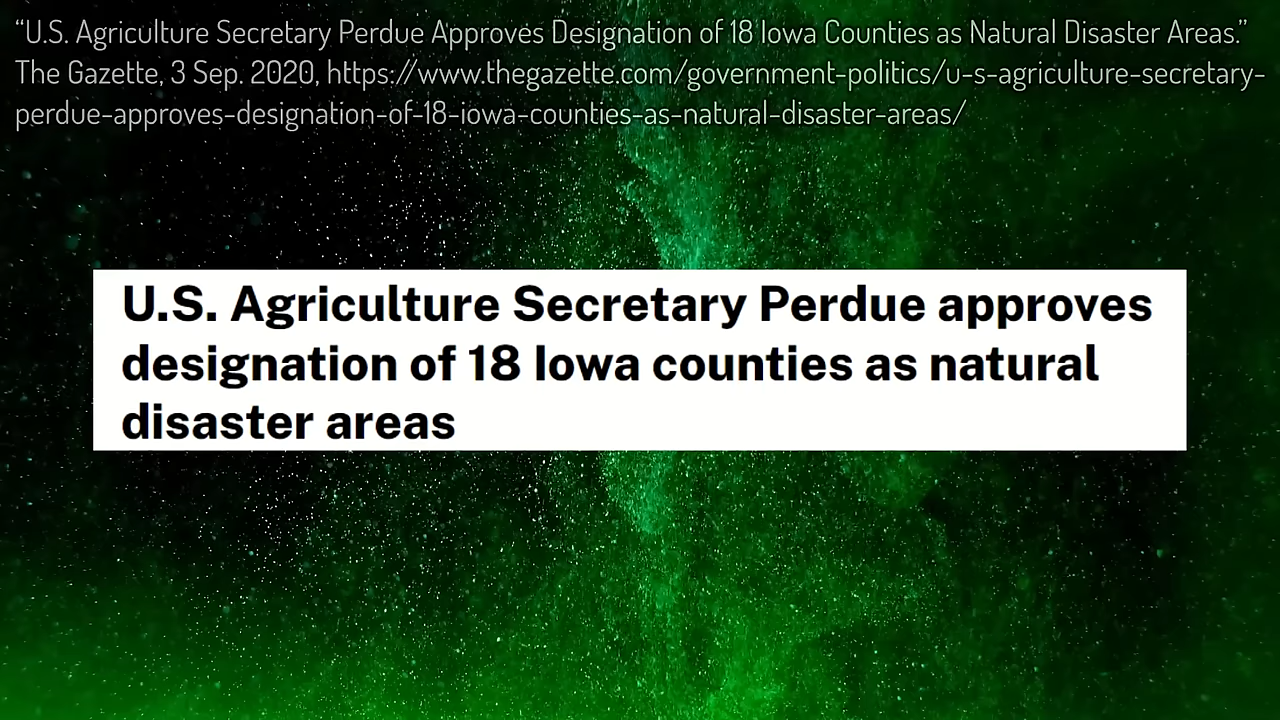 “U.S. Agriculture Secretary Perdue Approves Designation of 18 Iowa Counties as Natural Disaster Areas.”
The Gazette, 3 Sep. 2020, https://www.thegazette.com/government-politics/u-s-agriculture-secretary-
perdue-approves-designation-of-18-iowa-counties-as-natural-disaster-areas/
U.S. Agriculture Secretary Perdue approves
designation of 18 Iowa counties as natural
disaster areas